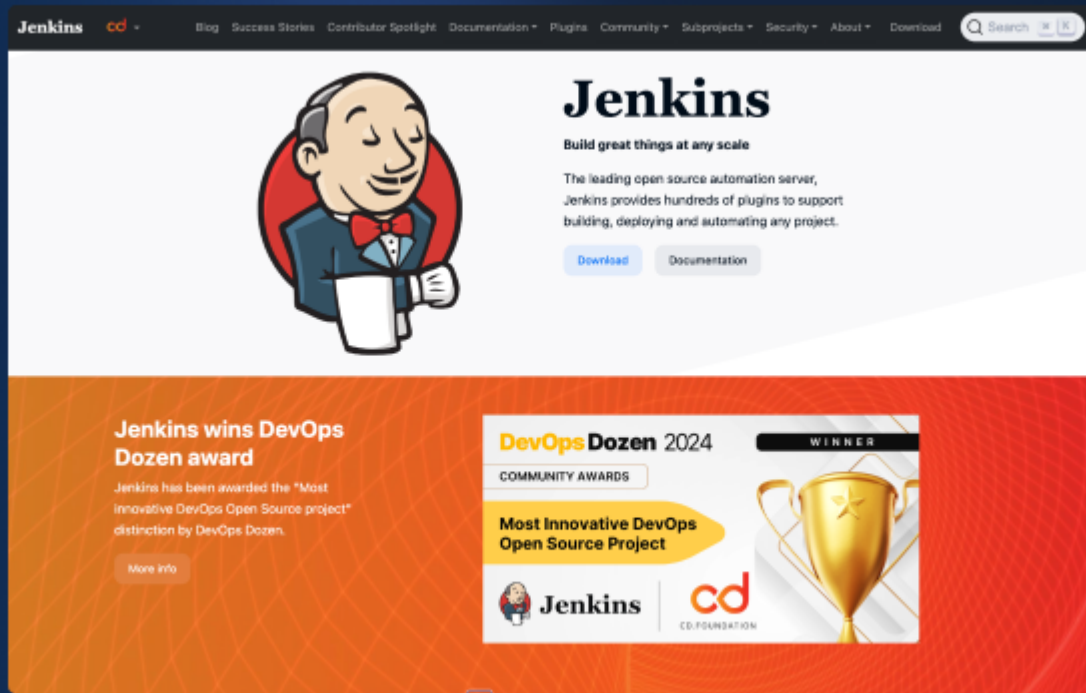 Jenkins cd Blog Success Stories Contributor Spotlight Documentation Plugins Community Subprojects Security About Download Search ⌘ K
Jenkins
Build great things at any scale
The leading open source automation server,
Jenkins provides hundreds of plugins to support
building, deploying and automating any project.
Download Documentation
Jenkins wins DevOps
Dozen award
Jenkins has been awarded the "Most
innovative DevOps Open Source project"
distinction by DevOps Dozen.
More info
DevOps Dozen 2024
WINNER
COMMUNITY AWARDS
Most Innovative DevOps
Open Source Project
Jenkins
cd
CD.FOUNDATION